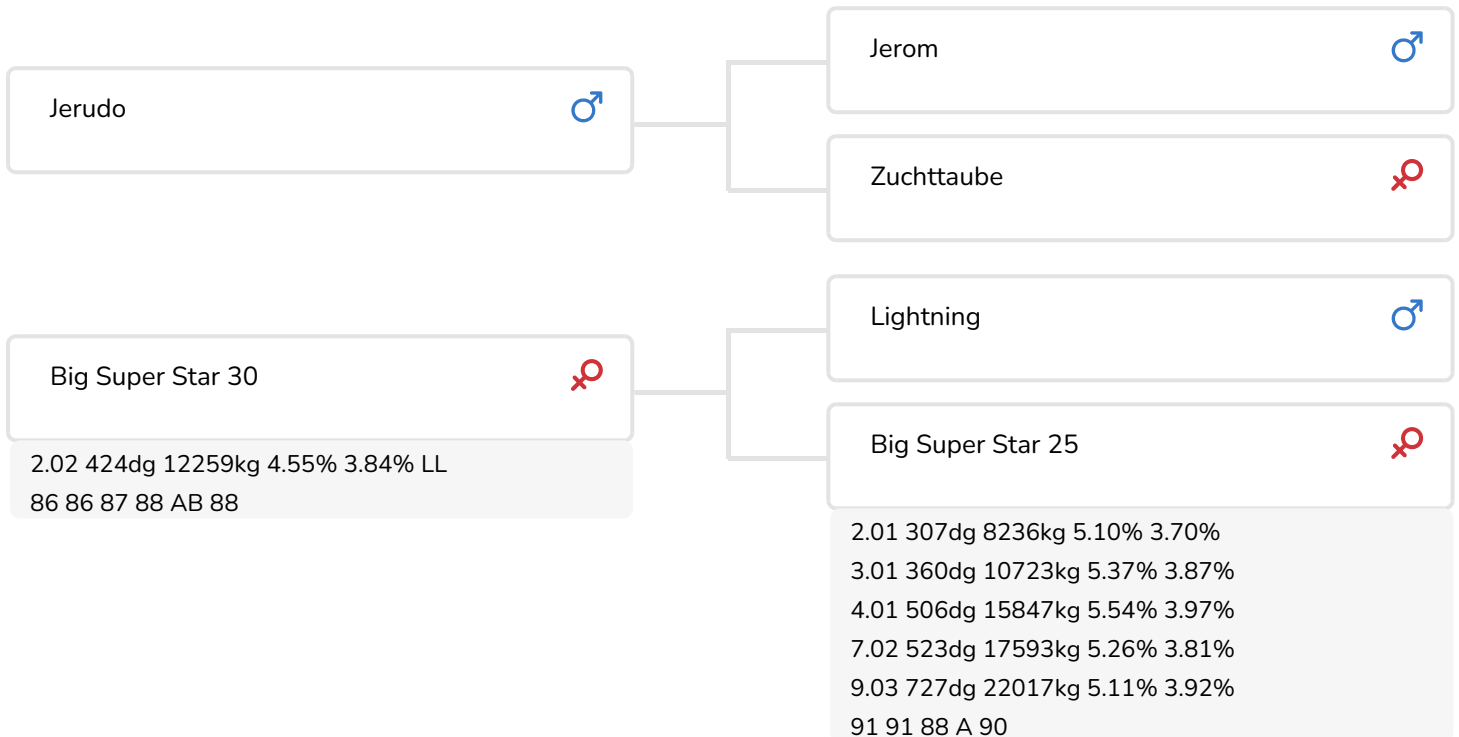 Jerudo
Jerom
Zuchttaube
Big Super Star 30
2.02 424dg 12259kg 4.55% 3.84% LL
86 86 87 88 AB 88
Lightning
Big Super Star 25
2.01 307dg 8236kg 5.10% 3.70%
3.01 360dg 10723kg 5.37% 3.87%
4.01 506dg 15847kg 5.54% 3.97%
7.02 523dg 17593kg 5.26% 3.81%
9.03 727dg 22017kg 5.11% 3.92%
91 91 88 A 90